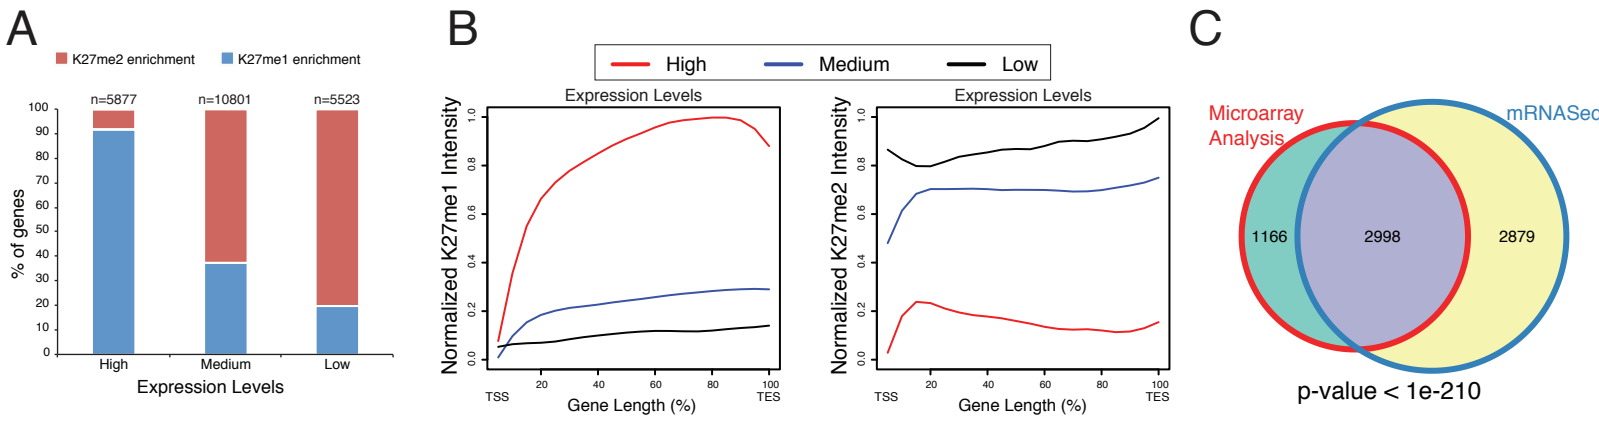 A
K27me2 enrichment K27me1 enrichment
n=5877 n=10801 n=5523
% of genes
100
90
80
70
60
50
40
30
20
10
0
High Medium Low
Expression Levels
B
High Medium Low
Expression Levels
Normalized K27me1 Intensity
1.0
0.8
0.6
0.4
0.2
0.0
20 40 60 80 100
TSS TES
Gene Length (%)
Expression Levels
Normalized K27me2 Intensity
1.0
0.8
0.6
0.4
0.2
0.0
20 40 60 80 100
TSS TES
Gene Length (%)
C
Microarray
Analysis
mRNASeq
1166 2998 2879
p-value < 1e-210